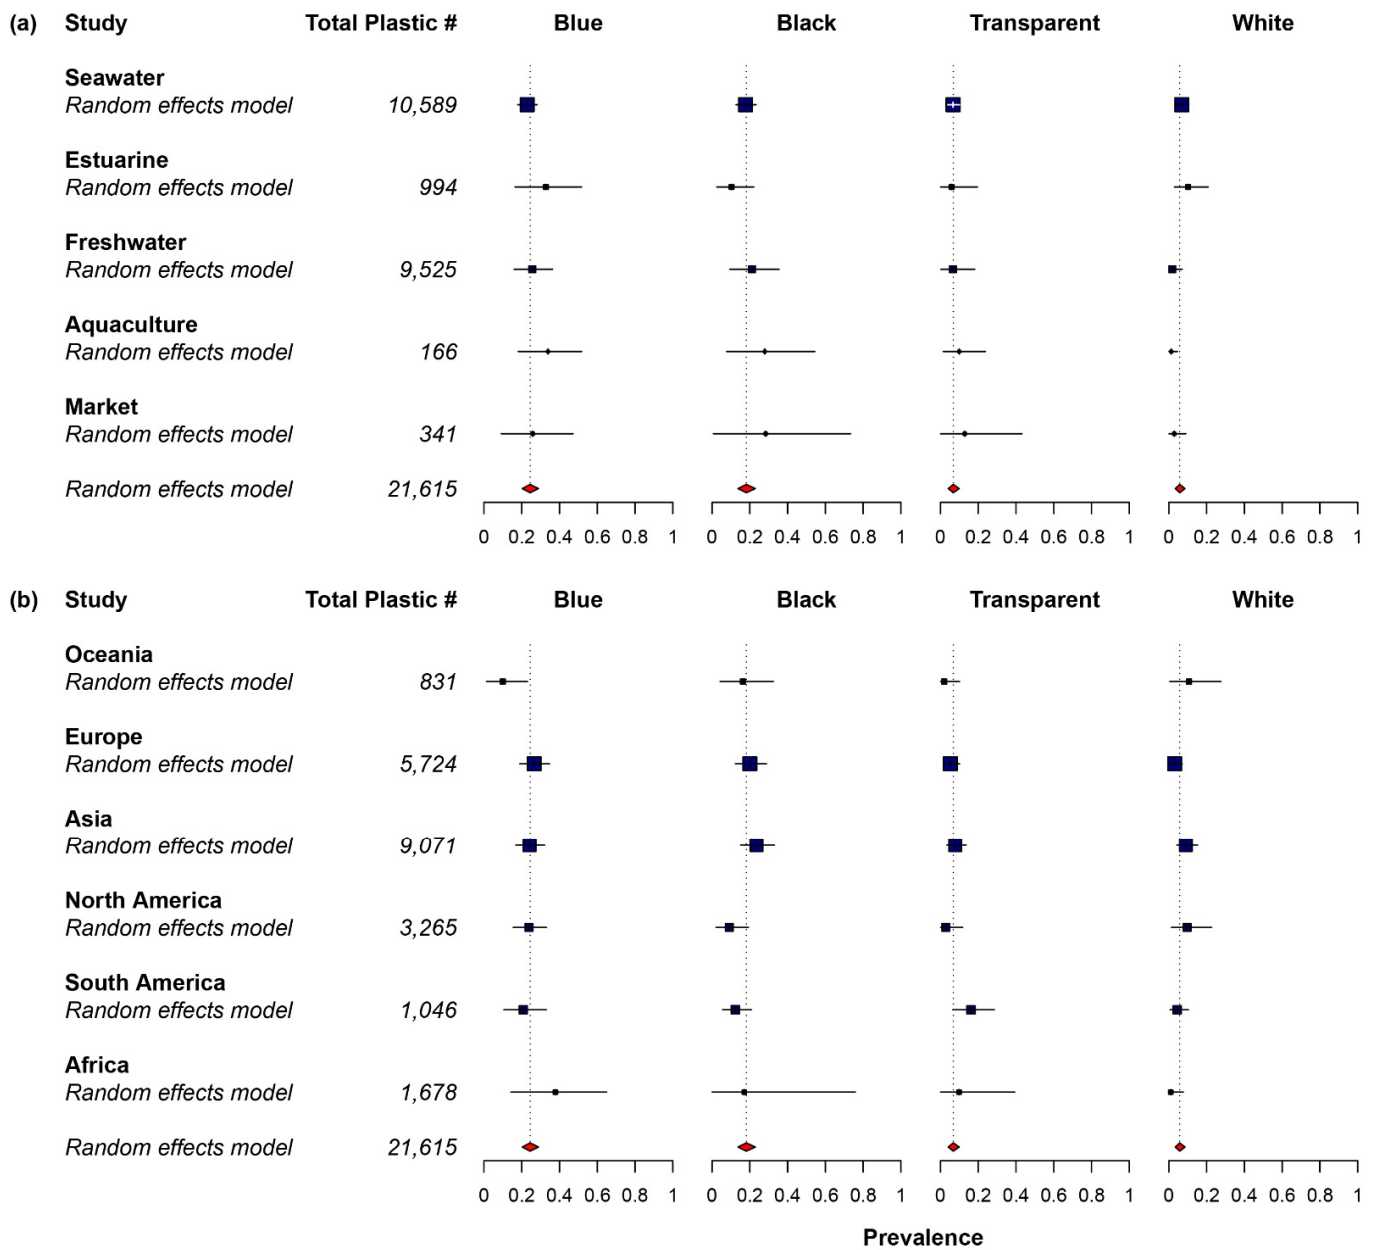 (a) Study Total Plastic # Blue Black Transparent White
Seawater
Random effects model 10,589
Estuarine
Random effects model 994
Freshwater
Random effects model 9,525
Aquaculture
Random effects model 166
Market
Random effects model 341
Random effects model 21,615
0 0.2 0.4 0.6 0.8 1 0 0.2 0.4 0.6 0.8 1 0 0.2 0.4 0.6 0.8 1 0 0.2 0.4 0.6 0.8 1
(b) Study Total Plastic # Blue Black Transparent White
Oceania
Random effects model 831
Europe
Random effects model 5,724
Asia
Random effects model 9,071
North America
Random effects model 3,265
South America
Random effects model 1,046
Africa
Random effects model 1,678
Random effects model 21,615
0 0.2 0.4 0.6 0.8 1 0 0.2 0.4 0.6 0.8 1 0 0.2 0.4 0.6 0.8 1 0 0.2 0.4 0.6 0.8 1
Prevalence